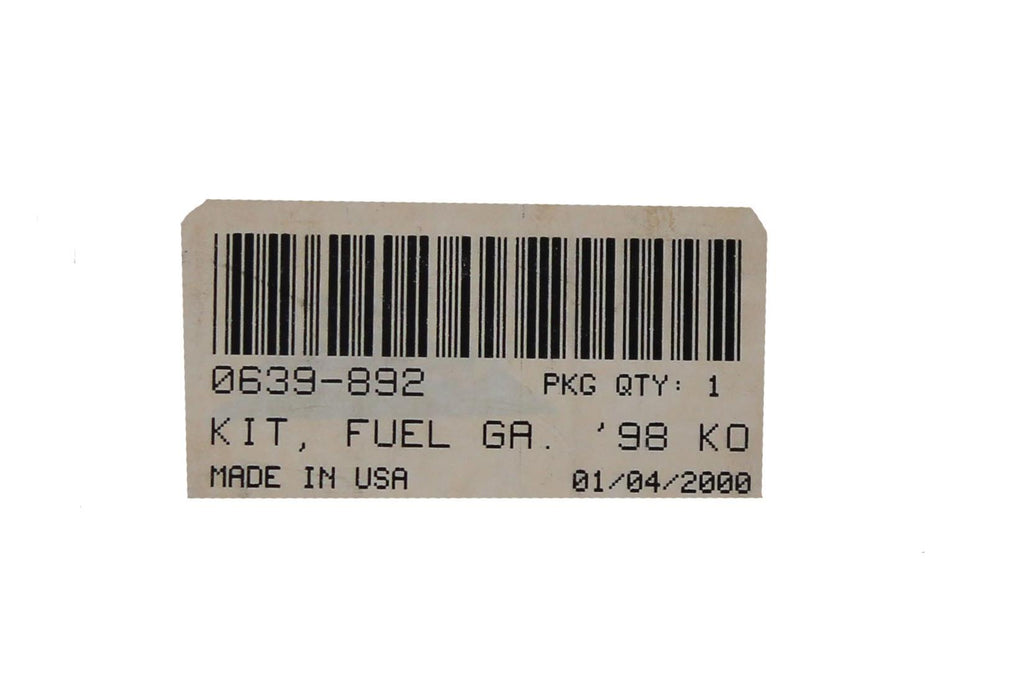 0639-892 PKG QTY: 1
KIT, FUEL GA. '98 KO
MADE IN USA 01/04/2000